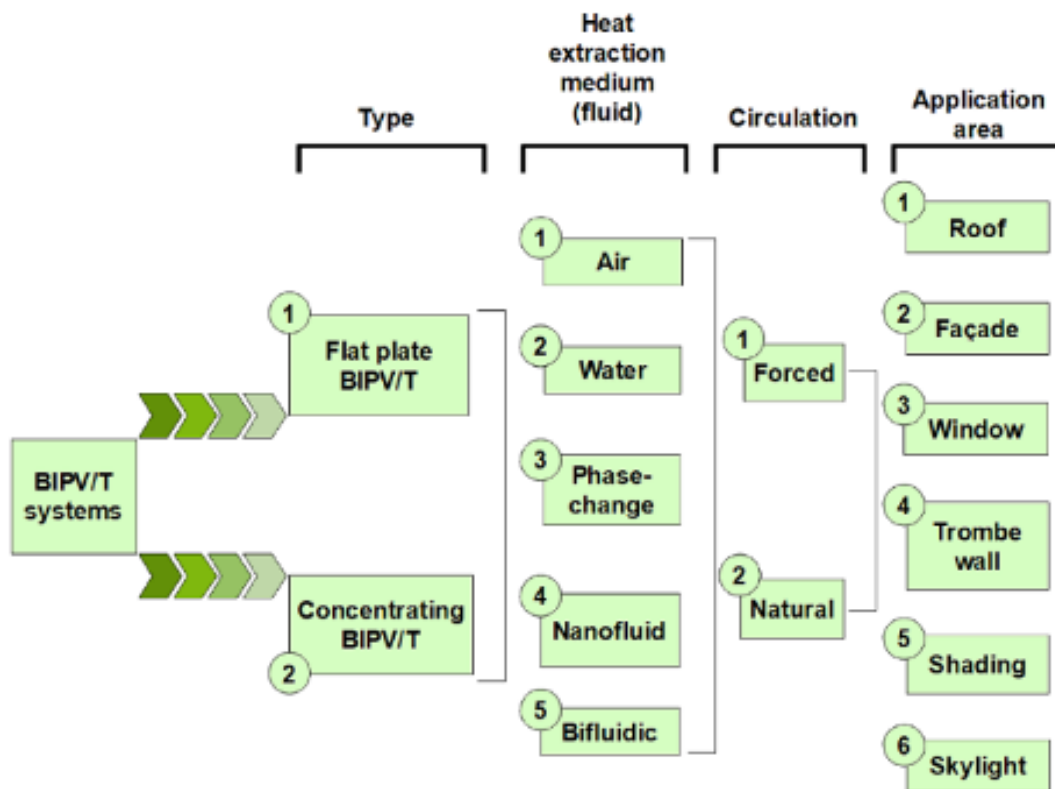 Heat
extraction
medium
(fluid)
Type
Circulation
Application
area
BIPV/T
systems
1
Flat plate
BIPV/T
Concentrating
BIPV/T
2
1
Air
2
Water
3
Phase-
change
4
Nanofluid
5
Bifluidic
1
Forced
2
Natural
1
Roof
2
Façade
3
Window
4
Trombe
wall
5
Shading
6
Skylight